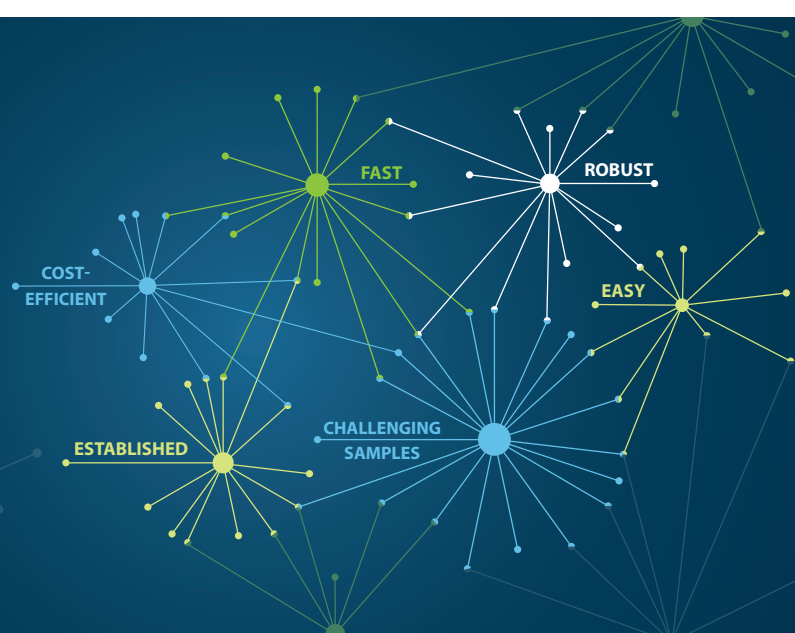 FAST
ROBUST
COST-
EFFICIENT
EASY
CHALLENGING
SAMPLES
ESTABLISHED